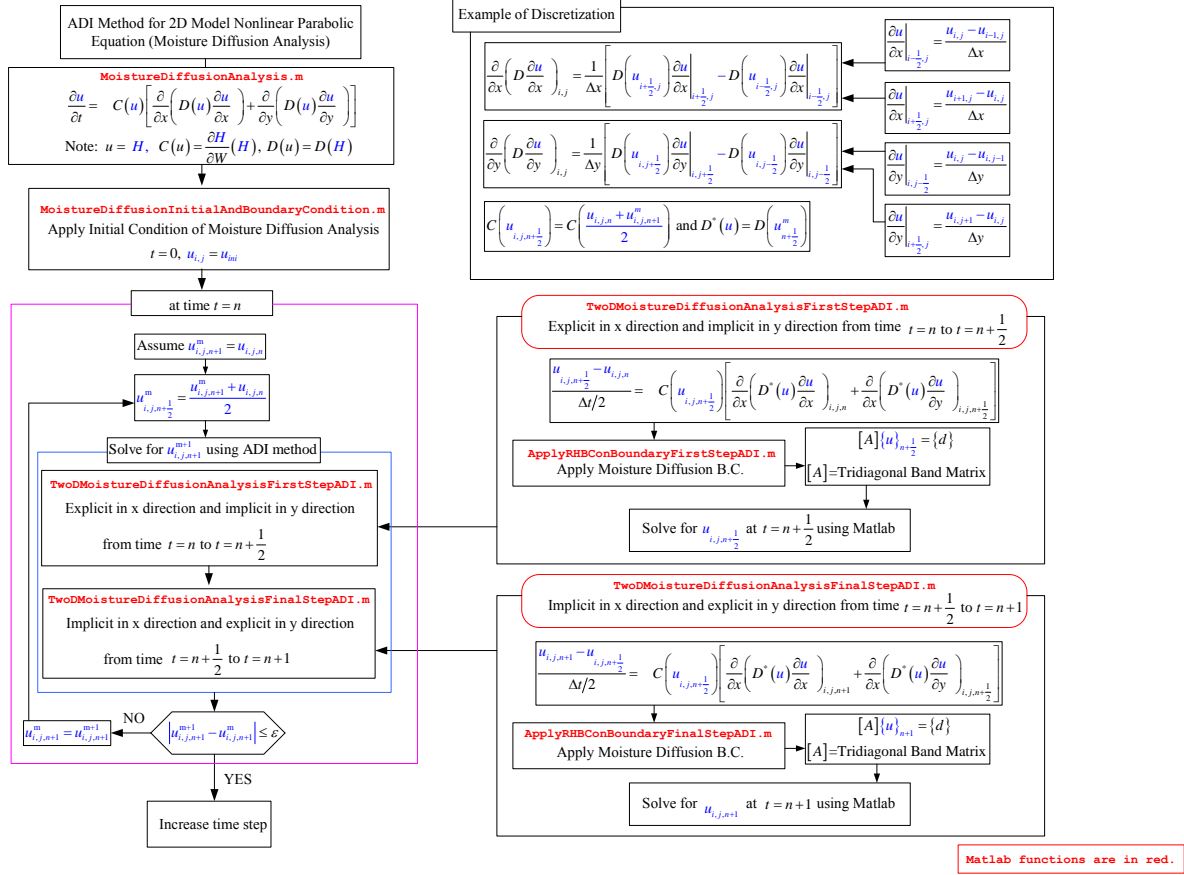 ADI Method for 2D Model Nonlinear Parabolic
Equation (Moisture Diffusion Analysis)
MoistureDiffusionAnalysis.m
∂u/∂t = C(u)[∂/∂x(D(u)∂u/∂x) + ∂/∂y(D(u)∂u/∂y)]
Note: u = H, C(u) = ∂H/∂W(H), D(u) = D(H)
MoistureDiffusionInitialAndBoundaryCondition.m
Apply Initial Condition of Moisture Diffusion Analysis
t = 0, u_{i,j} = u_{ini}
at time t = n
Assume u^m_{i,j,n+1} = u_{i,j,n}
u^m_{i,j,n+1/2} = (u^m_{i,j,n+1} + u_{i,j,n})/2
Solve for u^{m+1}_{i,j,n+1} using ADI method
TwoDMoistureDiffusionAnalysisFirstStepADI.m
Explicit in x direction and implicit in y direction
from time t = n to t = n + 1/2
TwoDMoistureDiffusionAnalysisFinalStepADI.m
Implicit in x direction and explicit in y direction
from time t = n + 1/2 to t = n + 1
|u^{m+1}_{i,j,n+1} − u^m_{i,j,n+1}| ≤ ε
NO
u^m_{i,j,n+1} = u^{m+1}_{i,j,n+1}
YES
Increase time step
Example of Discretization
∂/∂x(D ∂u/∂x)_{i,j} = 1/Δx [D(u_{i+1/2,j}) ∂u/∂x|_{i+1/2,j} − D(u_{i-1/2,j}) ∂u/∂x|_{i-1/2,j}]
∂u/∂x|_{i-1/2,j} = (u_{i,j} − u_{i-1,j})/Δx
∂u/∂x|_{i+1/2,j} = (u_{i+1,j} − u_{i,j})/Δx
∂/∂y(D ∂u/∂y)_{i,j} = 1/Δy [D(u_{i,j+1/2}) ∂u/∂y|_{i,j+1/2} − D(u_{i,j-1/2}) ∂u/∂y|_{i,j-1/2}]
∂u/∂y|_{i,j-1/2} = (u_{i,j} − u_{i,j-1})/Δy
∂u/∂y|_{i+1/2,j} = (u_{i,j+1} − u_{i,j})/Δy
C(u_{i,j,n+1/2}) = C((u_{i,j,n} + u^m_{i,j,n+1})/2) and D^*(u) = D(u^m_{n+1/2})
TwoDMoistureDiffusionAnalysisFirstStepADI.m
Explicit in x direction and implicit in y direction from time t = n to t = n + 1/2
(u_{i,j,n+1/2} − u_{i,j,n})/(Δt/2) = C(u_{i,j,n+1/2})[∂/∂x(D^*(u)∂u/∂x)_{i,j,n} + ∂/∂x(D^*(u)∂u/∂y)_{i,j,n+1/2}]
ApplyRHBConBoundaryFirstStepADI.m
Apply Moisture Diffusion B.C.
[A]{u}_{n+1/2} = {d}
[A]=Tridiagonal Band Matrix
Solve for u_{i,j,n+1/2} at t = n + 1/2 using Matlab
TwoDMoistureDiffusionAnalysisFinalStepADI.m
Implicit in x direction and explicit in y direction from time t = n + 1/2 to t = n + 1
(u_{i,j,n+1} − u_{i,j,n+1/2})/(Δt/2) = C(u_{i,j,n+1/2})[∂/∂x(D^*(u)∂u/∂x)_{i,j,n+1} + ∂/∂x(D^*(u)∂u/∂y)_{i,j,n+1/2}]
ApplyRHBConBoundaryFinalStepADI.m
Apply Moisture Diffusion B.C.
[A]{u}_{n+1} = {d}
[A]=Tridiagonal Band Matrix
Solve for u_{i,j,n+1} at t = n + 1 using Matlab
Matlab functions are in red.